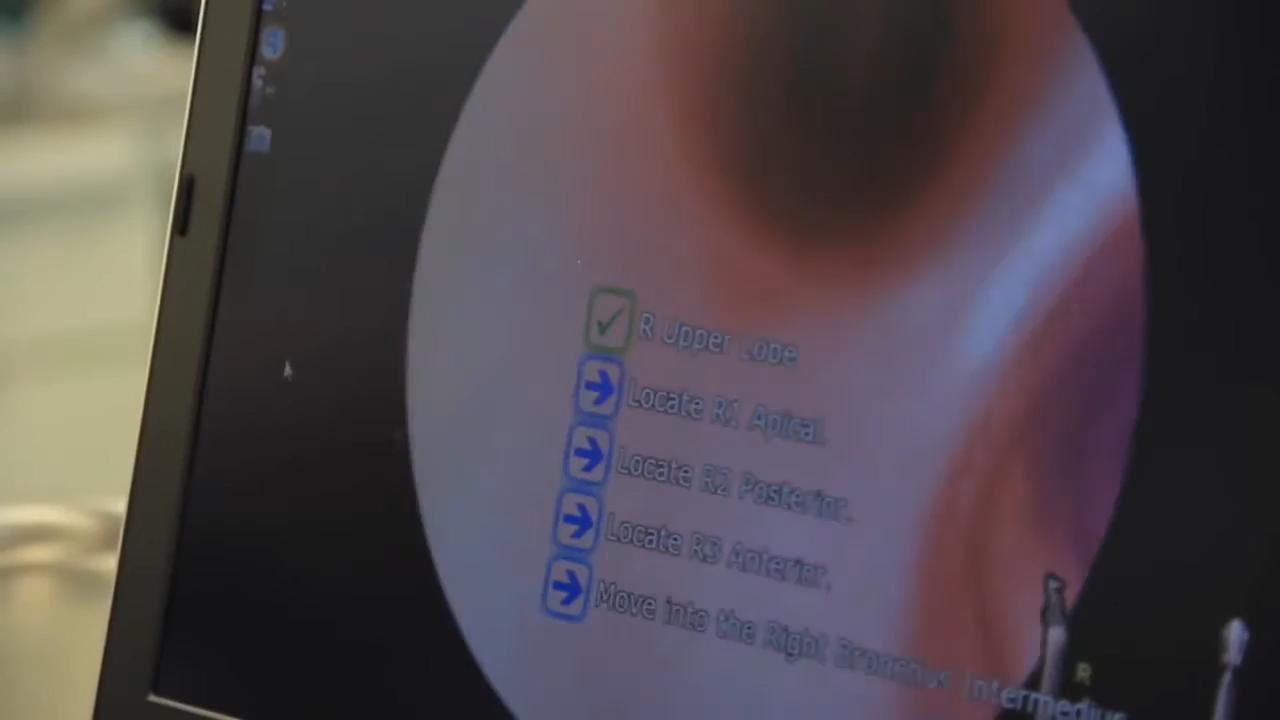 R Upper Lobe
Locate R1 Apical.
Locate R2 Posterior.
Locate R3 Anterior.
Move into the Right Bronchus Intermedius
R